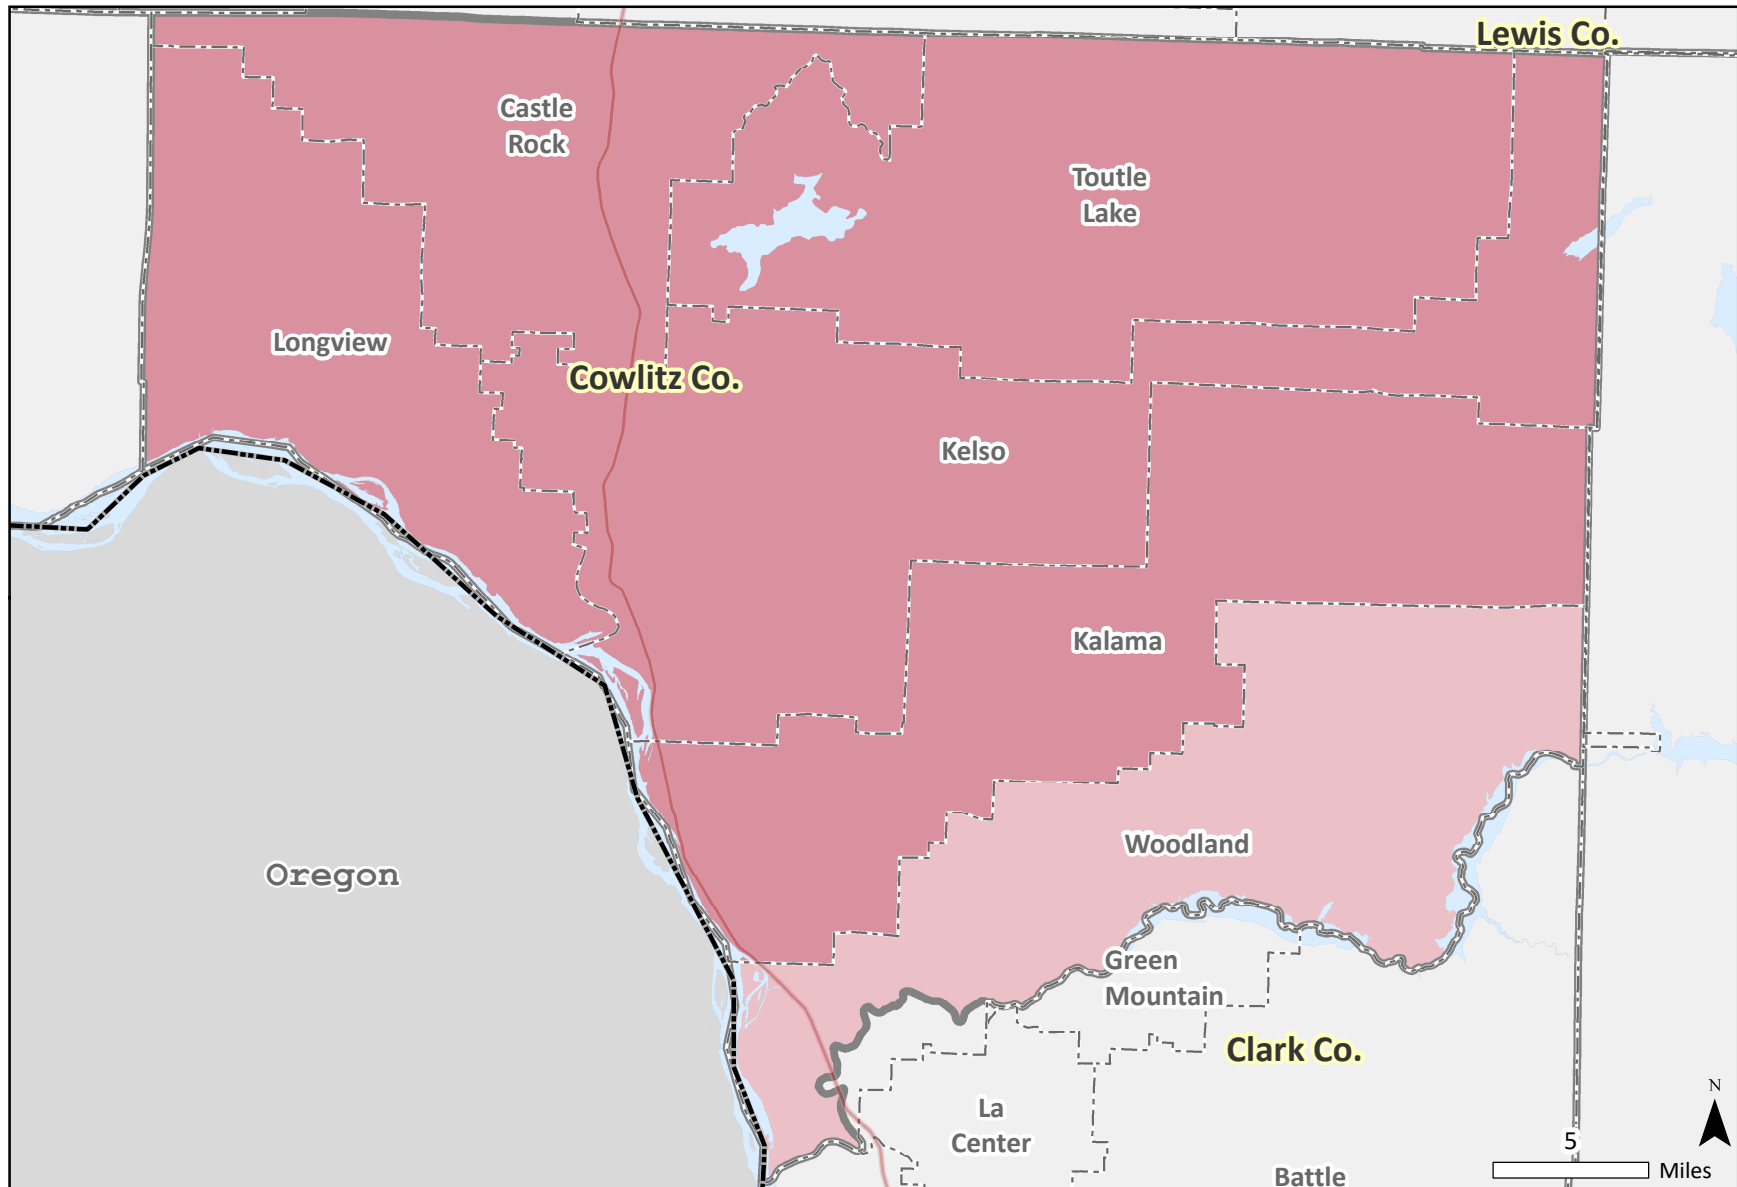 Lewis Co.
Castle
Rock
Toutle
Lake
Longview
Cowlitz Co.
Kelso
Kalama
Woodland
Oregon
Green
Mountain
Clark Co.
La
Center
Battle
N
5
Miles